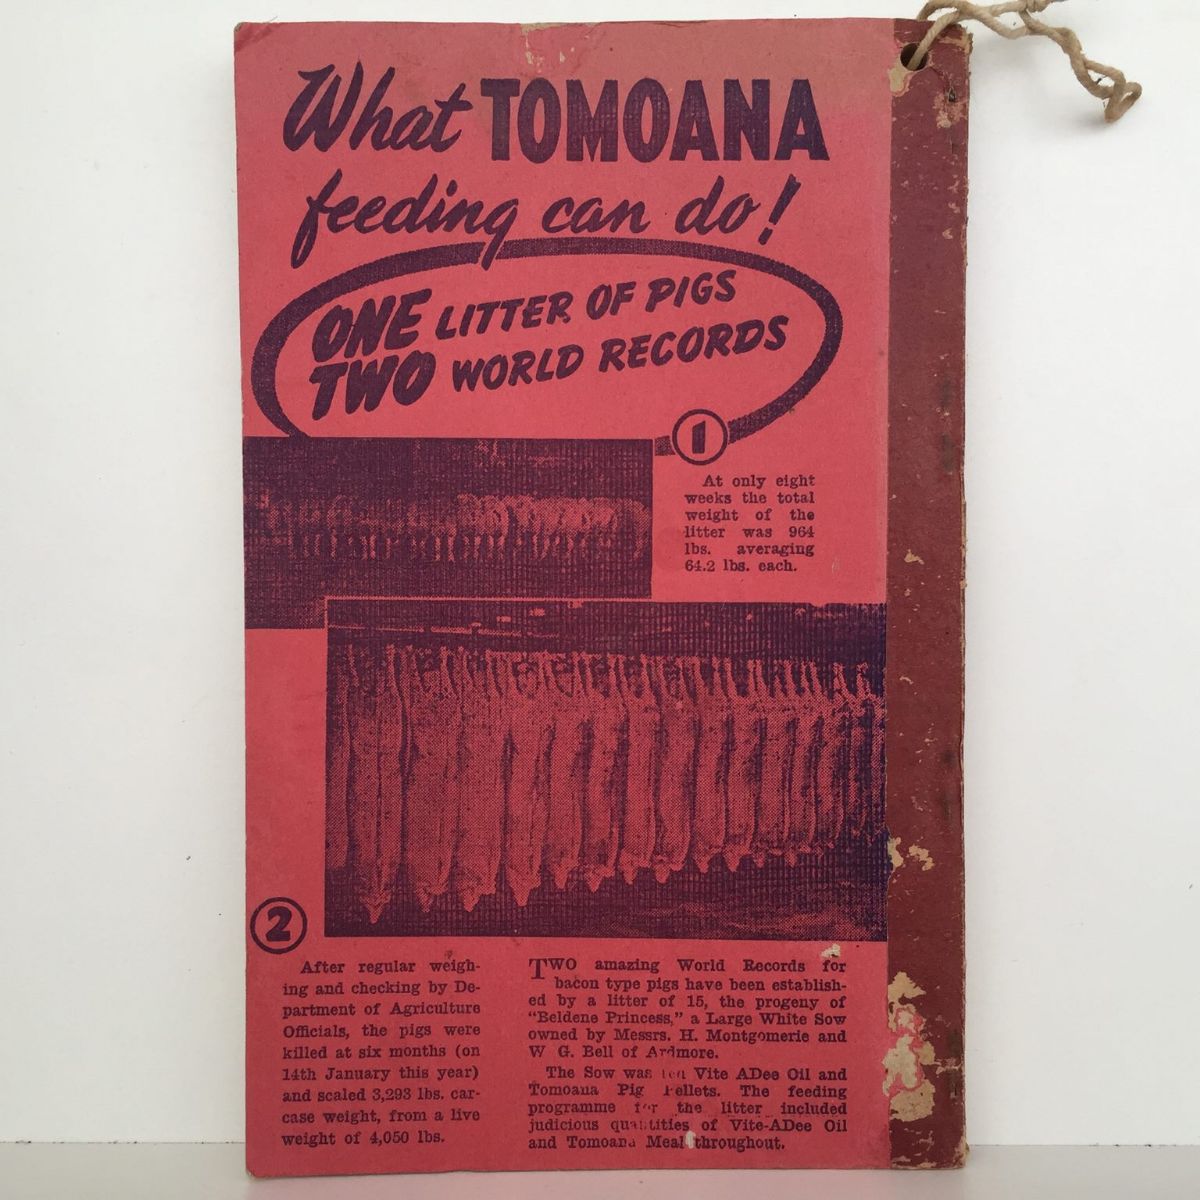 What TOMOANA
feeding can do!
ONE LITTER OF PIGS
TWO WORLD RECORDS
1
At only eight
weeks the total
weight of the
litter was 964
lbs. averaging
64.2 lbs. each.
2
After regular weigh-
ing and checking by De-
partment of Agriculture
Officials, the pigs were
killed at six months (on
14th January this year)
and scaled 3,293 lbs. car-
case weight, from a live
weight of 4,050 lbs.
TWO amazing World Records for
bacon type pigs have been establish-
ed by a litter of 15, the progeny of
"Beldene Princess," a Large White Sow
owned by Messrs. H. Montgomerie and
W G. Bell of Ardmore.
The Sow was fed Vite ADee Oil and
Tomoana Pig Pellets. The feeding
programme for the litter included
judicious quantities of Vite-ADee Oil
and Tomoana Meal throughout.